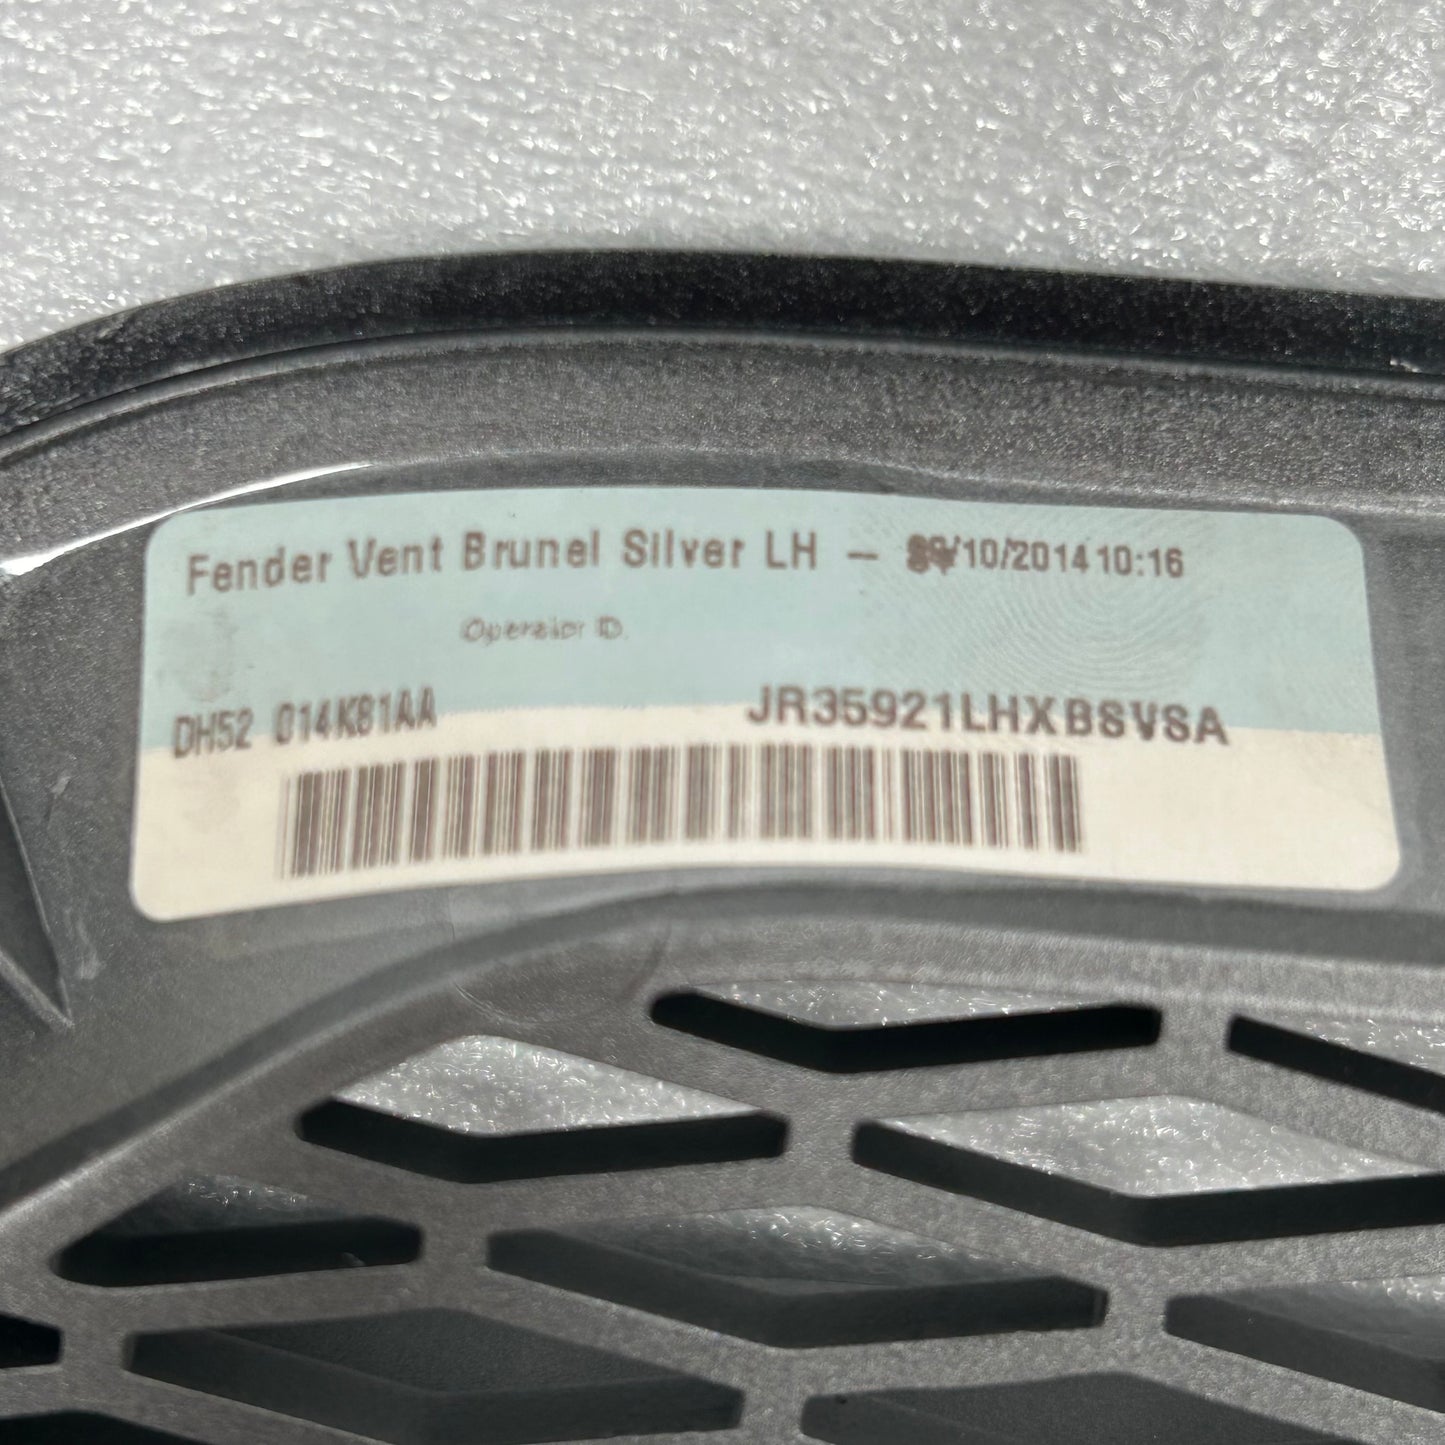 Fender Vent Brunel Silver LH - /10/2014 10:16
Operator ID.
DH52 014K81AA JR35921LHXBSVSA